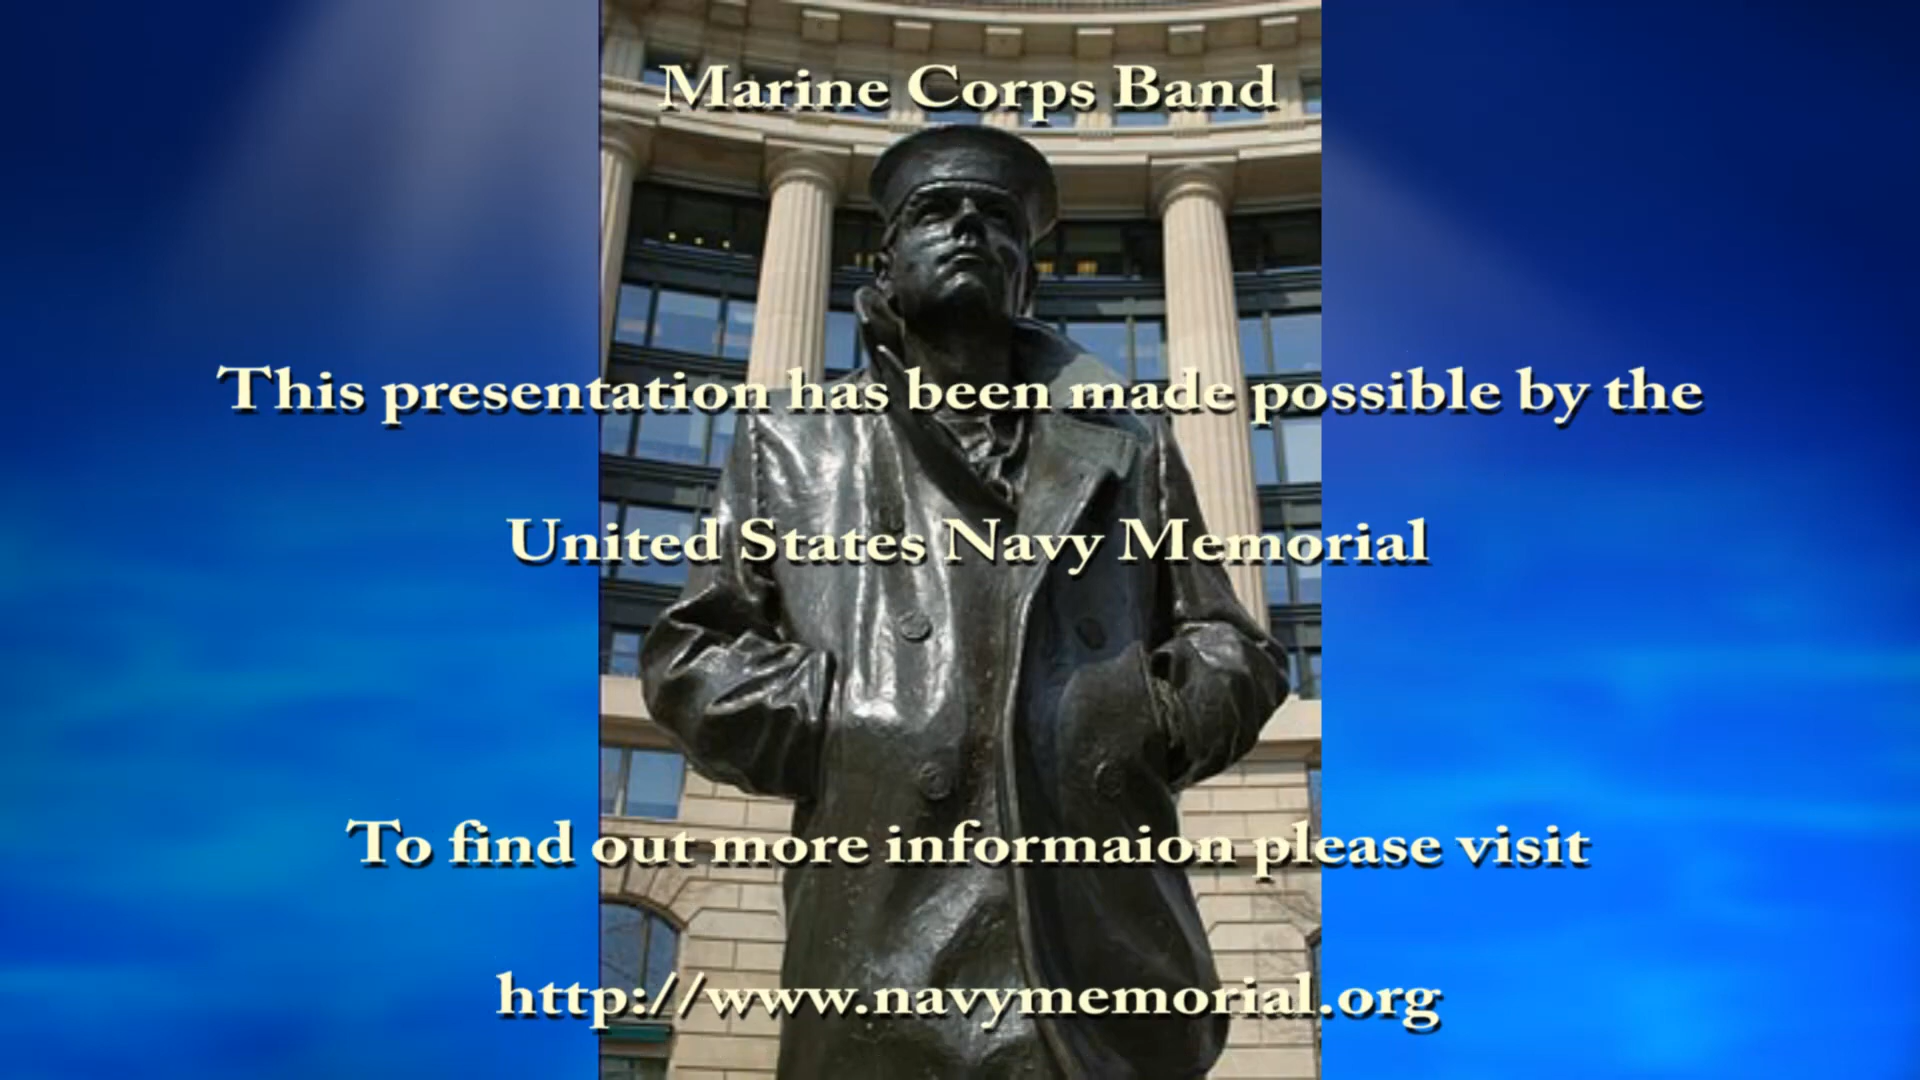 Marine Corps Band
This presentation has been made possible by the
United States Navy Memorial
To find out more informaion please visit
http://www.navymemorial.org